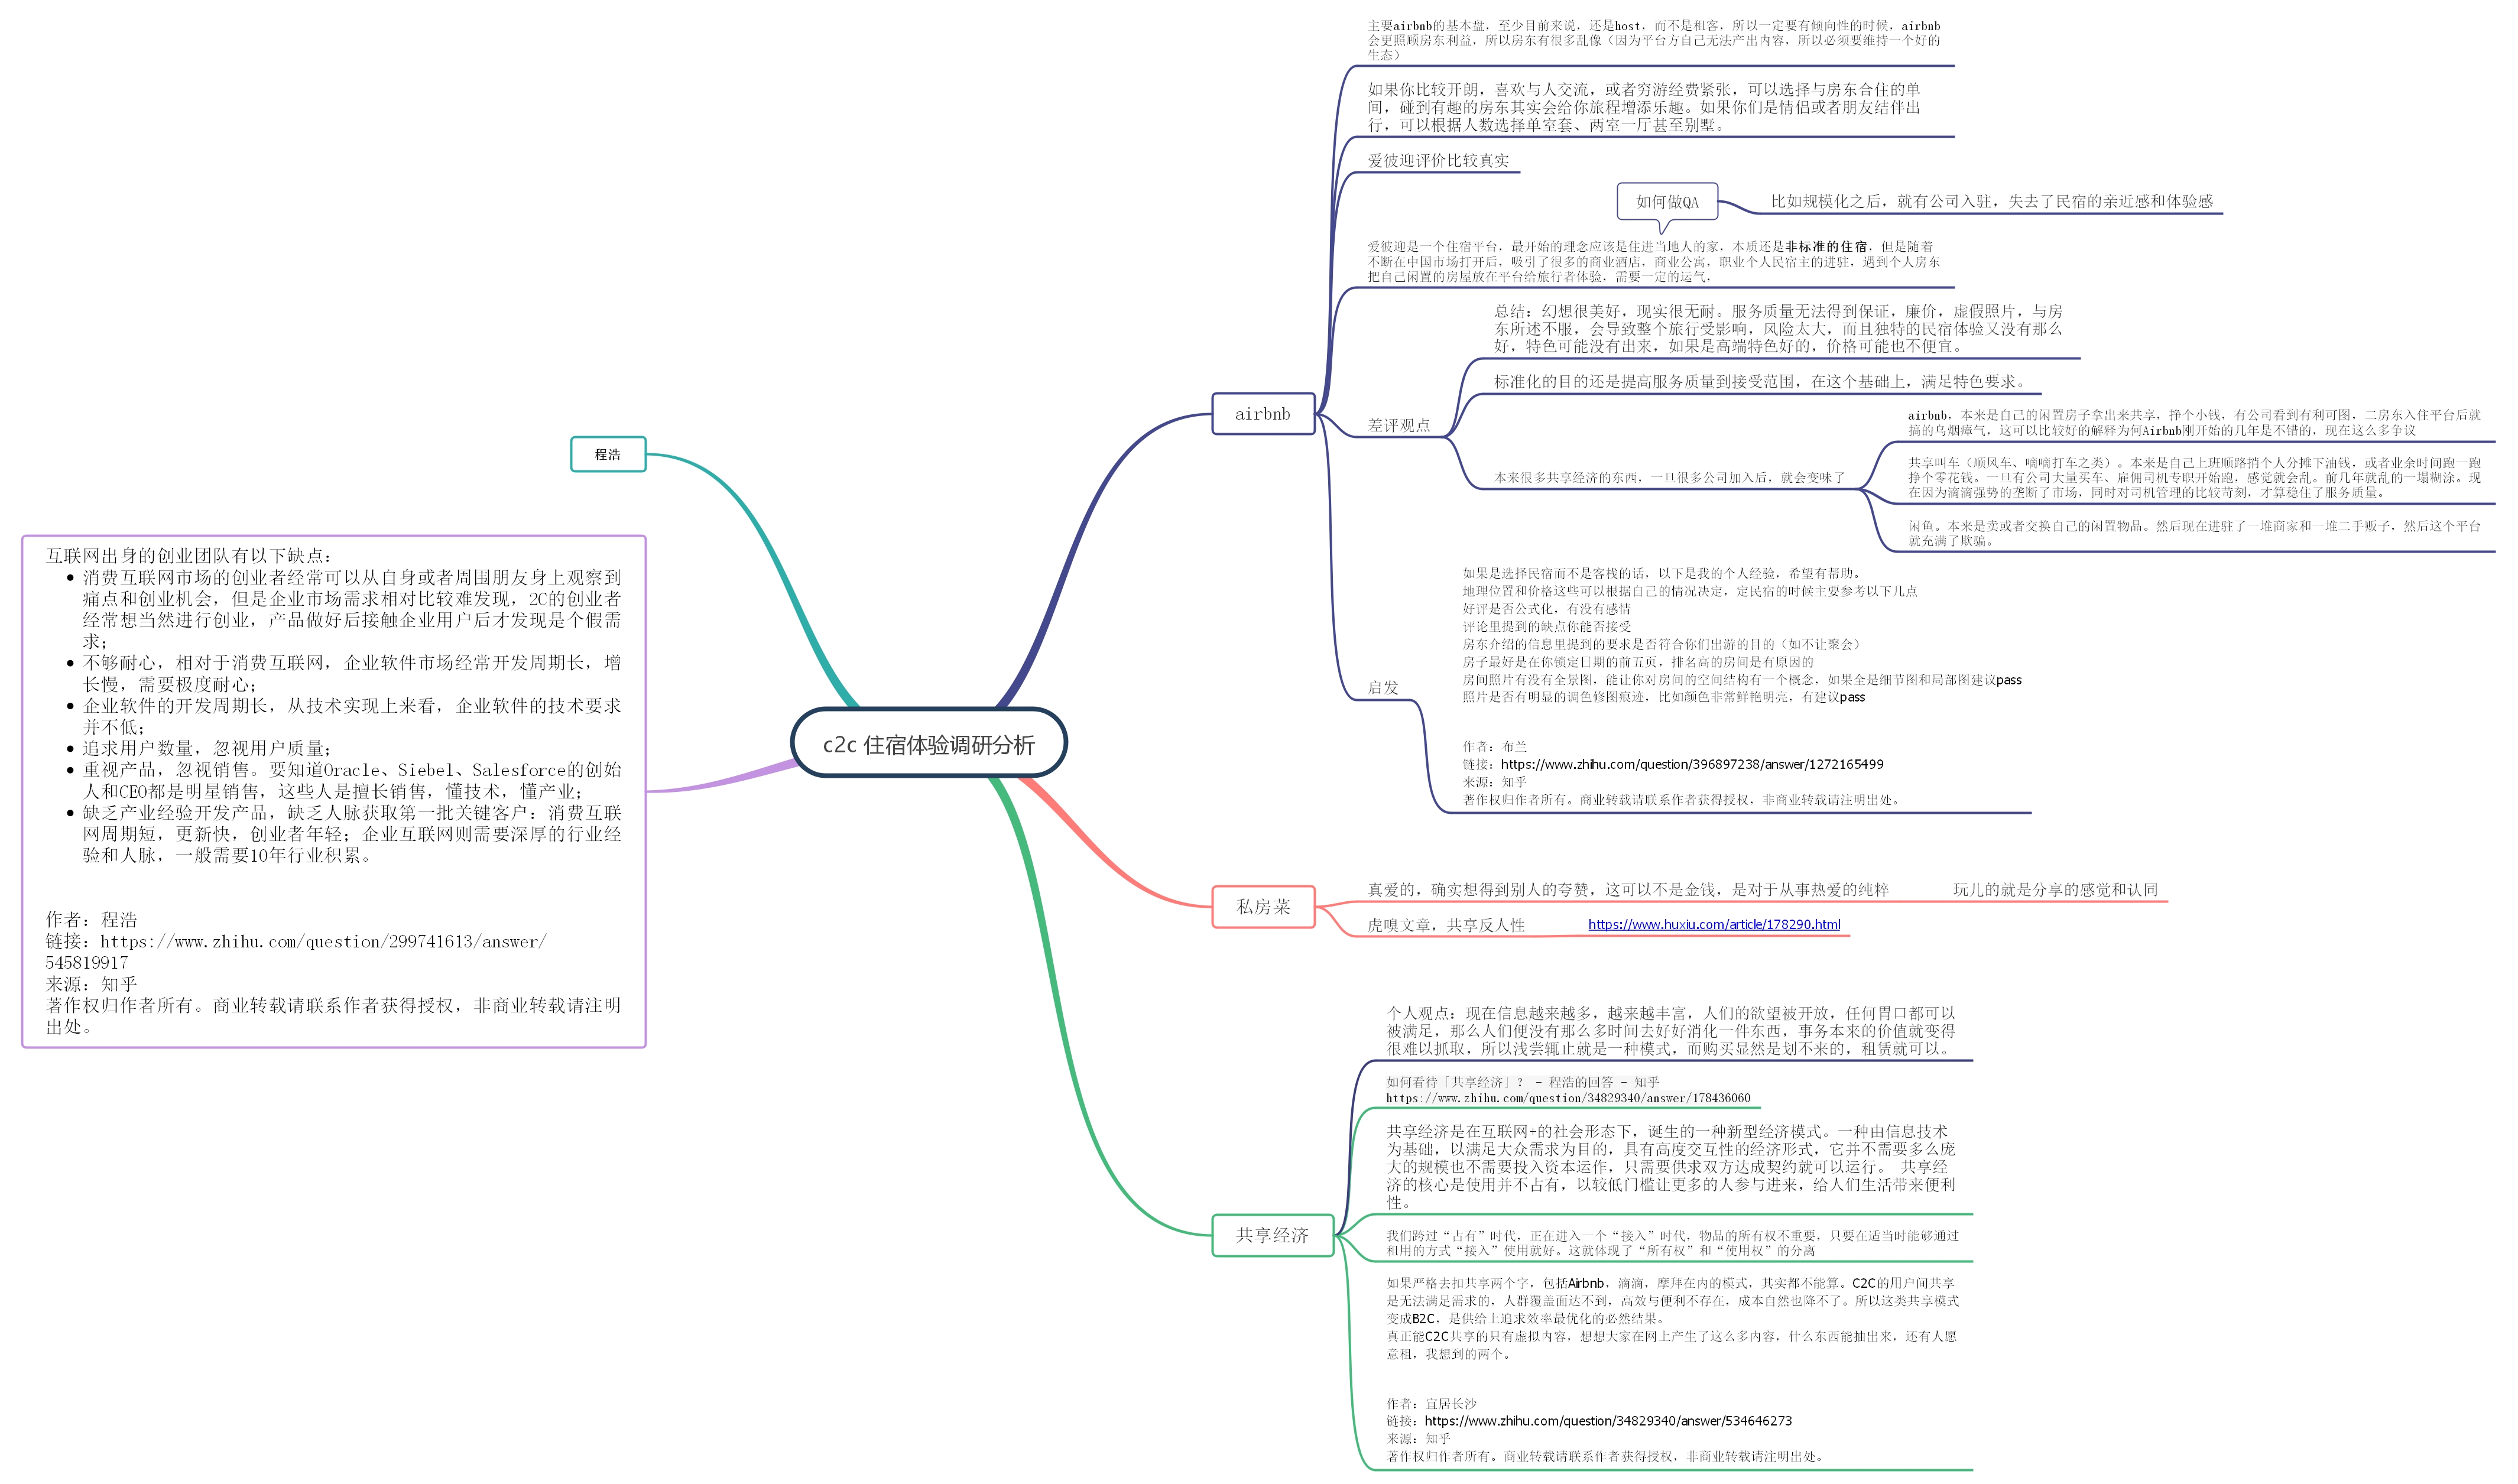 c2c 住宿体验调研分析
airbnb
主要airbnb的基本盘，至少目前来说，还是host，而不是租客，所以一定要有倾向性的时候，airbnb
会更照顾房东利益，所以房东有很多乱像（因为平台方自己无法产出内容，所以必须要维持一个好的
生态）
如果你比较开朗，喜欢与人交流，或者穷游经费紧张，可以选择与房东合住的单
间，碰到有趣的房东其实会给你旅程增添乐趣。如果你们是情侣或者朋友结伴出
行，可以根据人数选择单室套、两室一厅甚至别墅。
爱彼迎评价比较真实
如何做QA
比如规模化之后，就有公司入驻，失去了民宿的亲近感和体验感
爱彼迎是一个住宿平台，最开始的理念应该是住进当地人的家，本质还是非标准的住宿，但是随着
不断在中国市场打开后，吸引了很多的商业酒店，商业公寓，职业个人民宿主的进驻，遇到个人房东
把自己闲置的房屋放在平台给旅行者体验，需要一定的运气，
差评观点
总结：幻想很美好，现实很无耐。服务质量无法得到保证，廉价，虚假照片，与房
东所述不服，会导致整个旅行受影响，风险太大，而且独特的民宿体验又没有那么
好，特色可能没有出来，如果是高端特色好的，价格可能也不便宜。
标准化的目的还是提高服务质量到接受范围，在这个基础上，满足特色要求。
本来很多共享经济的东西，一旦很多公司加入后，就会变味了
airbnb，本来是自己的闲置房子拿出来共享，挣个小钱，有公司看到有利可图，二房东入住平台后就
搞的乌烟瘴气，这可以比较好的解释为何Airbnb刚开始的几年是不错的，现在这么多争议
共享叫车（顺风车、嘀嘀打车之类）。本来是自己上班顺路捎个人分摊下油钱，或者业余时间跑一跑
挣个零花钱。一旦有公司大量买车、雇佣司机专职开始跑，感觉就会乱。前几年就乱的一塌糊涂。现
在因为滴滴强势的垄断了市场，同时对司机管理的比较苛刻，才算稳住了服务质量。
闲鱼。本来是卖或者交换自己的闲置物品。然后现在进驻了一堆商家和一堆二手贩子，然后这个平台
就充满了欺骗。
启发
如果是选择民宿而不是客栈的话，以下是我的个人经验，希望有帮助。
地理位置和价格这些可以根据自己的情况决定，定民宿的时候主要参考以下几点
好评是否公式化，有没有感情
评论里提到的缺点你能否接受
房东介绍的信息里提到的要求是否符合你们出游的目的（如不让聚会）
房子最好是在你锁定日期的前五页，排名高的房间是有原因的
房间照片有没有全景图，能让你对房间的空间结构有一个概念，如果全是细节图和局部图建议pass
照片是否有明显的调色修图痕迹，比如颜色非常鲜艳明亮，有建议pass
作者：布兰
链接：https://www.zhihu.com/question/396897238/answer/1272165499
来源：知乎
著作权归作者所有。商业转载请联系作者获得授权，非商业转载请注明出处。
私房菜
真爱的，确实想得到别人的夸赞，这可以不是金钱，是对于从事热爱的纯粹
玩儿的就是分享的感觉和认同
虎嗅文章，共享反人性
https://www.huxiu.com/article/178290.html
共享经济
个人观点：现在信息越来越多，越来越丰富，人们的欲望被开放，任何胃口都可以
被满足，那么人们便没有那么多时间去好好消化一件东西，事务本来的价值就变得
很难以抓取，所以浅尝辄止就是一种模式，而购买显然是划不来的，租赁就可以。
如何看待「共享经济」？ - 程浩的回答 - 知乎
https://www.zhihu.com/question/34829340/answer/178436060
共享经济是在互联网+的社会形态下，诞生的一种新型经济模式。一种由信息技术
为基础，以满足大众需求为目的，具有高度交互性的经济形式，它并不需要多么庞
大的规模也不需要投入资本运作，只需要供求双方达成契约就可以运行。 共享经
济的核心是使用并不占有，以较低门槛让更多的人参与进来，给人们生活带来便利
性。
我们跨过“占有”时代，正在进入一个“接入”时代，物品的所有权不重要，只要在适当时能够通过
租用的方式“接入”使用就好。这就体现了“所有权”和“使用权”的分离
如果严格去扣共享两个字，包括Airbnb，滴滴，摩拜在内的模式，其实都不能算。C2C的用户间共享
是无法满足需求的，人群覆盖面达不到，高效与便利不存在，成本自然也降不了。所以这类共享模式
变成B2C，是供给上追求效率最优化的必然结果。
真正能C2C共享的只有虚拟内容，想想大家在网上产生了这么多内容，什么东西能抽出来，还有人愿
意租，我想到的两个。
作者：宜居长沙
链接：https://www.zhihu.com/question/34829340/answer/534646273
来源：知乎
著作权归作者所有。商业转载请联系作者获得授权，非商业转载请注明出处。
程浩
互联网出身的创业团队有以下缺点：
• 消费互联网市场的创业者经常可以从自身或者周围朋友身上观察到
痛点和创业机会，但是企业市场需求相对比较难发现，2C的创业者
经常想当然进行创业，产品做好后接触企业用户后才发现是个假需
求；
• 不够耐心，相对于消费互联网，企业软件市场经常开发周期长，增
长慢，需要极度耐心；
• 企业软件的开发周期长，从技术实现上来看，企业软件的技术要求
并不低；
• 追求用户数量，忽视用户质量；
• 重视产品，忽视销售。要知道Oracle、Siebel、Salesforce的创始
人和CEO都是明星销售，这些人是擅长销售，懂技术，懂产业；
• 缺乏产业经验开发产品，缺乏人脉获取第一批关键客户：消费互联
网周期短，更新快，创业者年轻；企业互联网则需要深厚的行业经
验和人脉，一般需要10年行业积累。
作者：程浩
链接：https://www.zhihu.com/question/299741613/answer/
545819917
来源：知乎
著作权归作者所有。商业转载请联系作者获得授权，非商业转载请注明
出处。